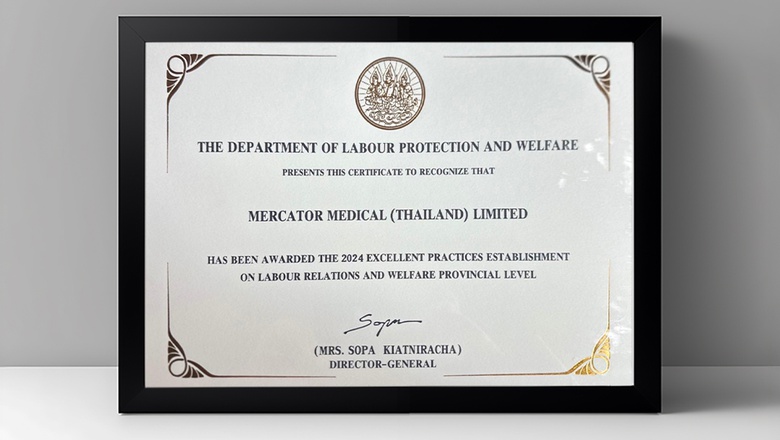 THE DEPARTMENT OF LABOUR PROTECTION AND WELFARE
PRESENTS THIS CERTIFICATE TO RECOGNIZE THAT
MERCATOR MEDICAL (THAILAND) LIMITED
HAS BEEN AWARDED THE 2024 EXCELLENT PRACTICES ESTABLISHMENT
ON LABOUR RELATIONS AND WELFARE PROVINCIAL LEVEL
Sopa
(MRS. SOPA KIATNIRACHA)
DIRECTOR-GENERAL